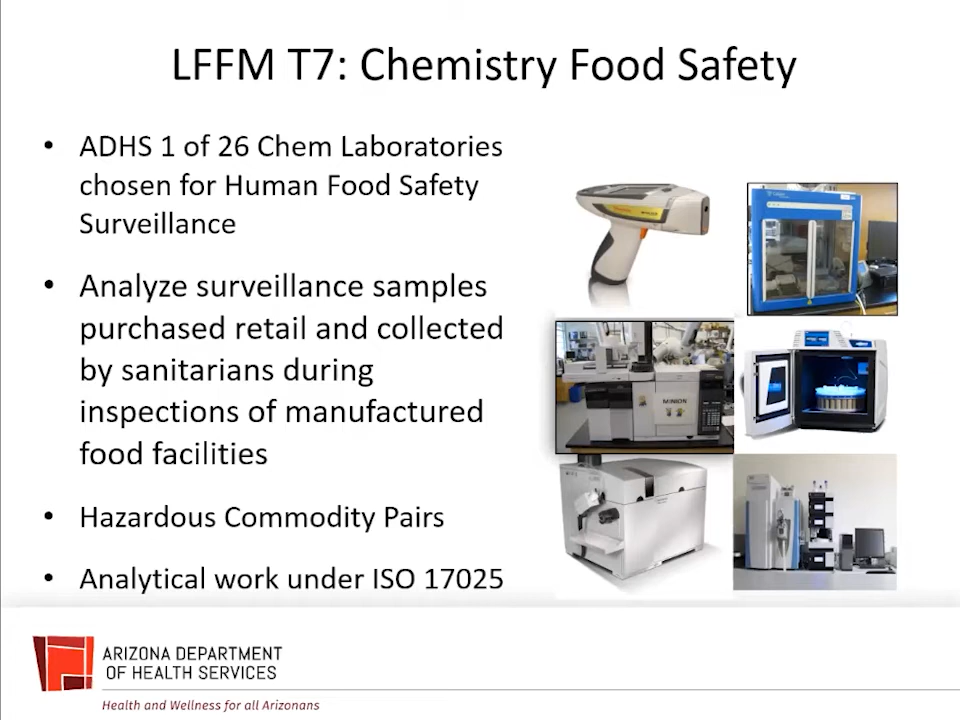 LFFM T7: Chemistry Food Safety
• ADHS 1 of 26 Chem Laboratories
chosen for Human Food Safety
Surveillance
• Analyze surveillance samples
purchased retail and collected
by sanitarians during
inspections of manufactured
food facilities
• Hazardous Commodity Pairs
• Analytical work under ISO 17025
MINION
ARIZONA DEPARTMENT
OF HEALTH SERVICES
Health and Wellness for all Arizonans